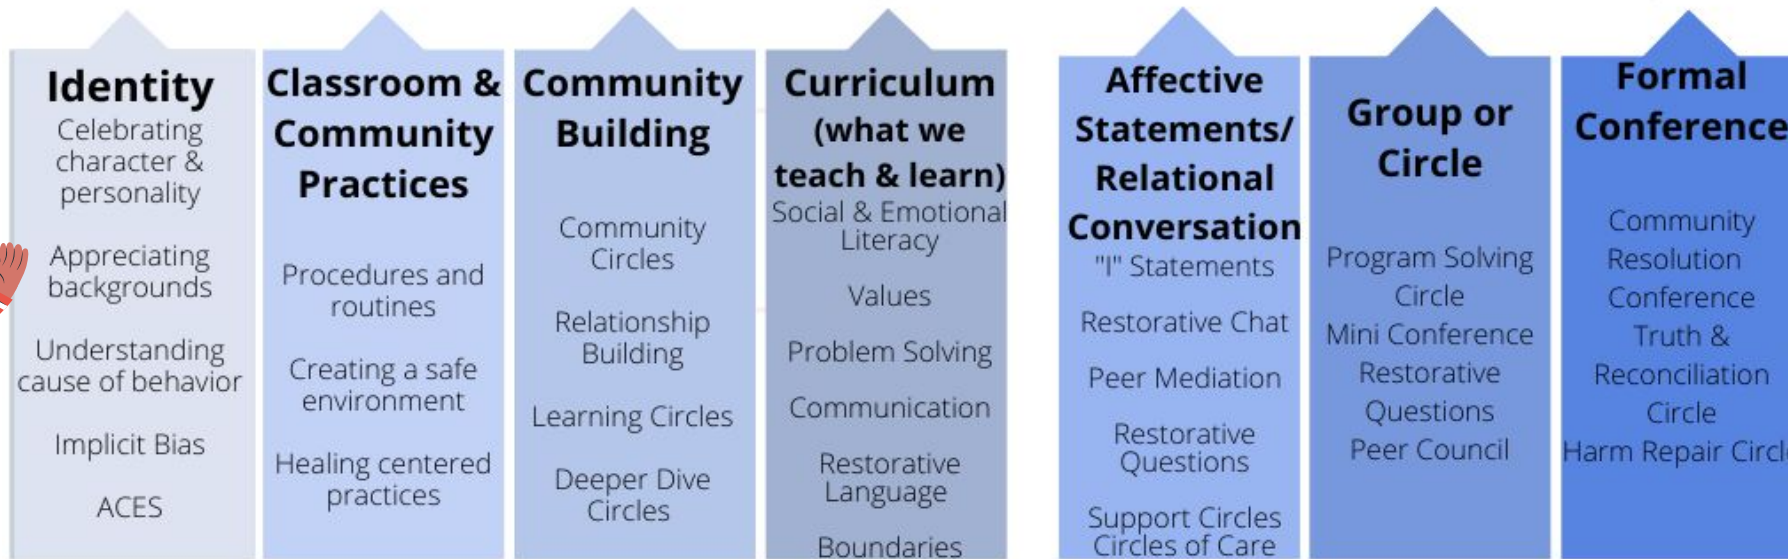 Identity
Celebrating
character &
personality
Appreciating
backgrounds
Understanding
cause of behavior
Implicit Bias
ACES
Classroom &
Community
Practices
Procedures and
routines
Creating a safe
environment
Healing centered
practices
Community
Building
Community
Circles
Relationship
Building
Learning Circles
Deeper Dive
Circles
Curriculum
(what we
teach & learn)
Social & Emotional
Literacy
Values
Problem Solving
Communication
Restorative
Language
Boundaries
Affective
Statements/
Relational
Conversation
"I" Statements
Restorative Chat
Peer Mediation
Restorative
Questions
Support Circles
Circles of Care
Group or
Circle
Program Solving
Circle
Mini Conference
Restorative
Questions
Peer Council
Formal
Conference
Community
Resolution
Conference
Truth &
Reconciliation
Circle
Harm Repair Circl